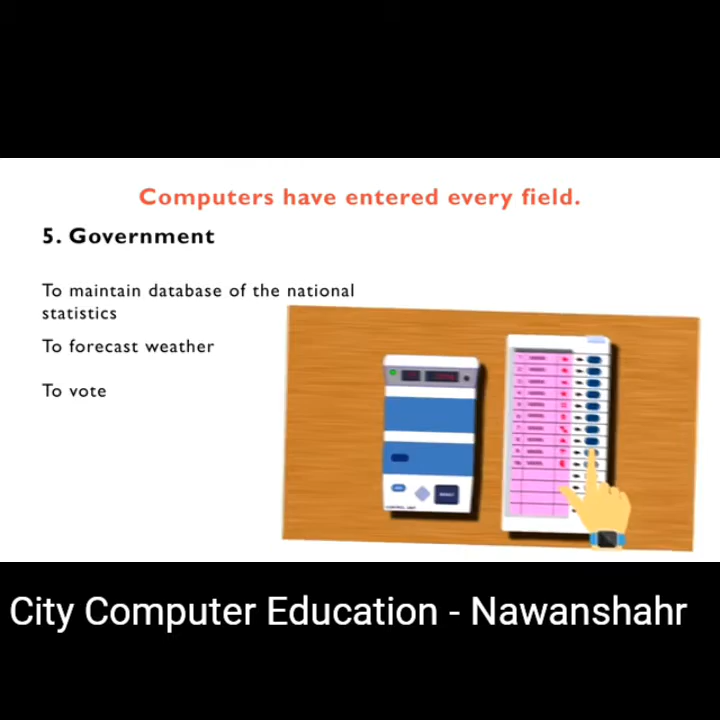 Computers have entered every field.
5. Government
To maintain database of the national
statistics
To forecast weather
To vote
City Computer Education - Nawanshahr